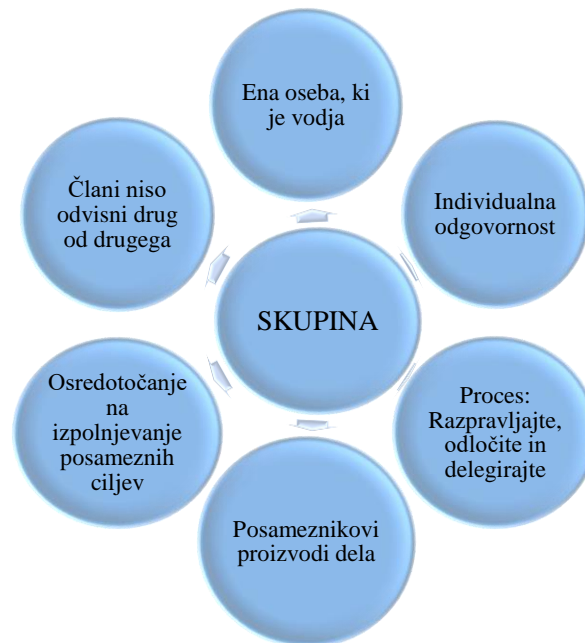 Ena oseba, ki
je vodja
Člani niso
odvisni drug
od drugega
Individualna
odgovornost
SKUPINA
Osredotočanje
na
izpolnjevanje
posameznih
ciljev
Proces:
Razpravljajte,
odločite in
delegirajte
Posameznikovi
proizvodi dela